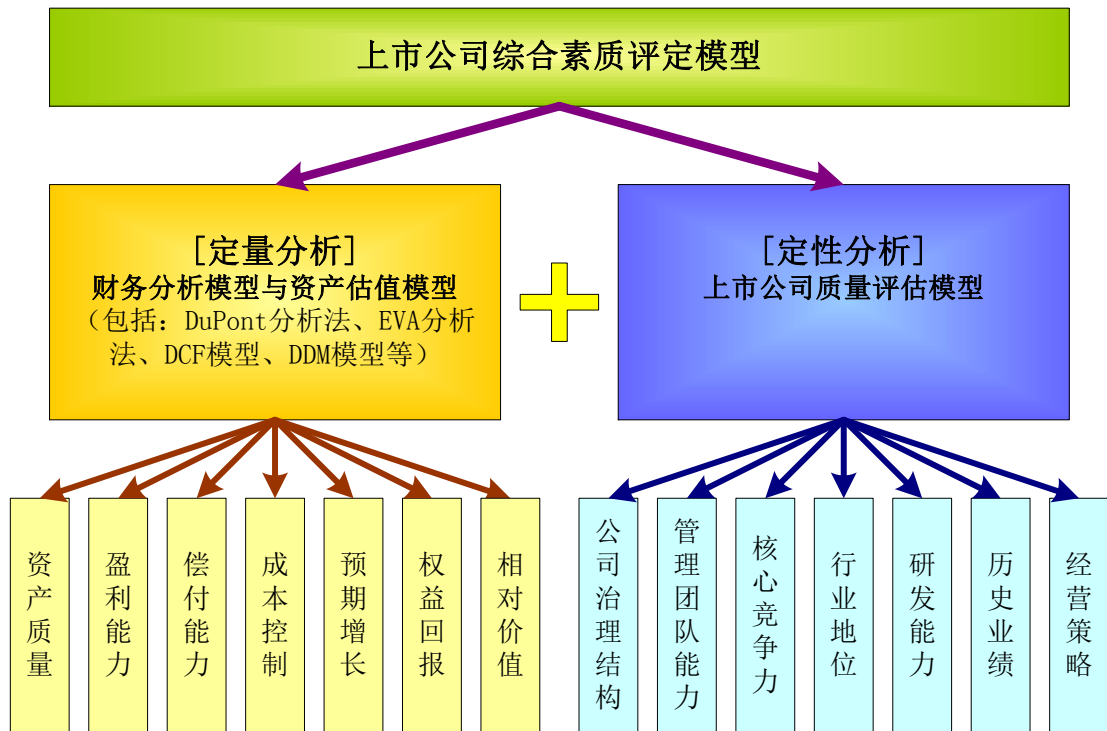 上市公司综合素质评定模型
[定量分析]
财务分析模型与资产估值模型
（包括：DuPont分析法、EVA分析
法、DCF模型、DDM模型等）
[定性分析]
上市公司质量评估模型
资产质量
盈利能力
偿付能力
成本控制
预期增长
权益回报
相对价值
公司治理结构
管理团队能力
核心竞争力
行业地位
研发能力
历史业绩
经营策略